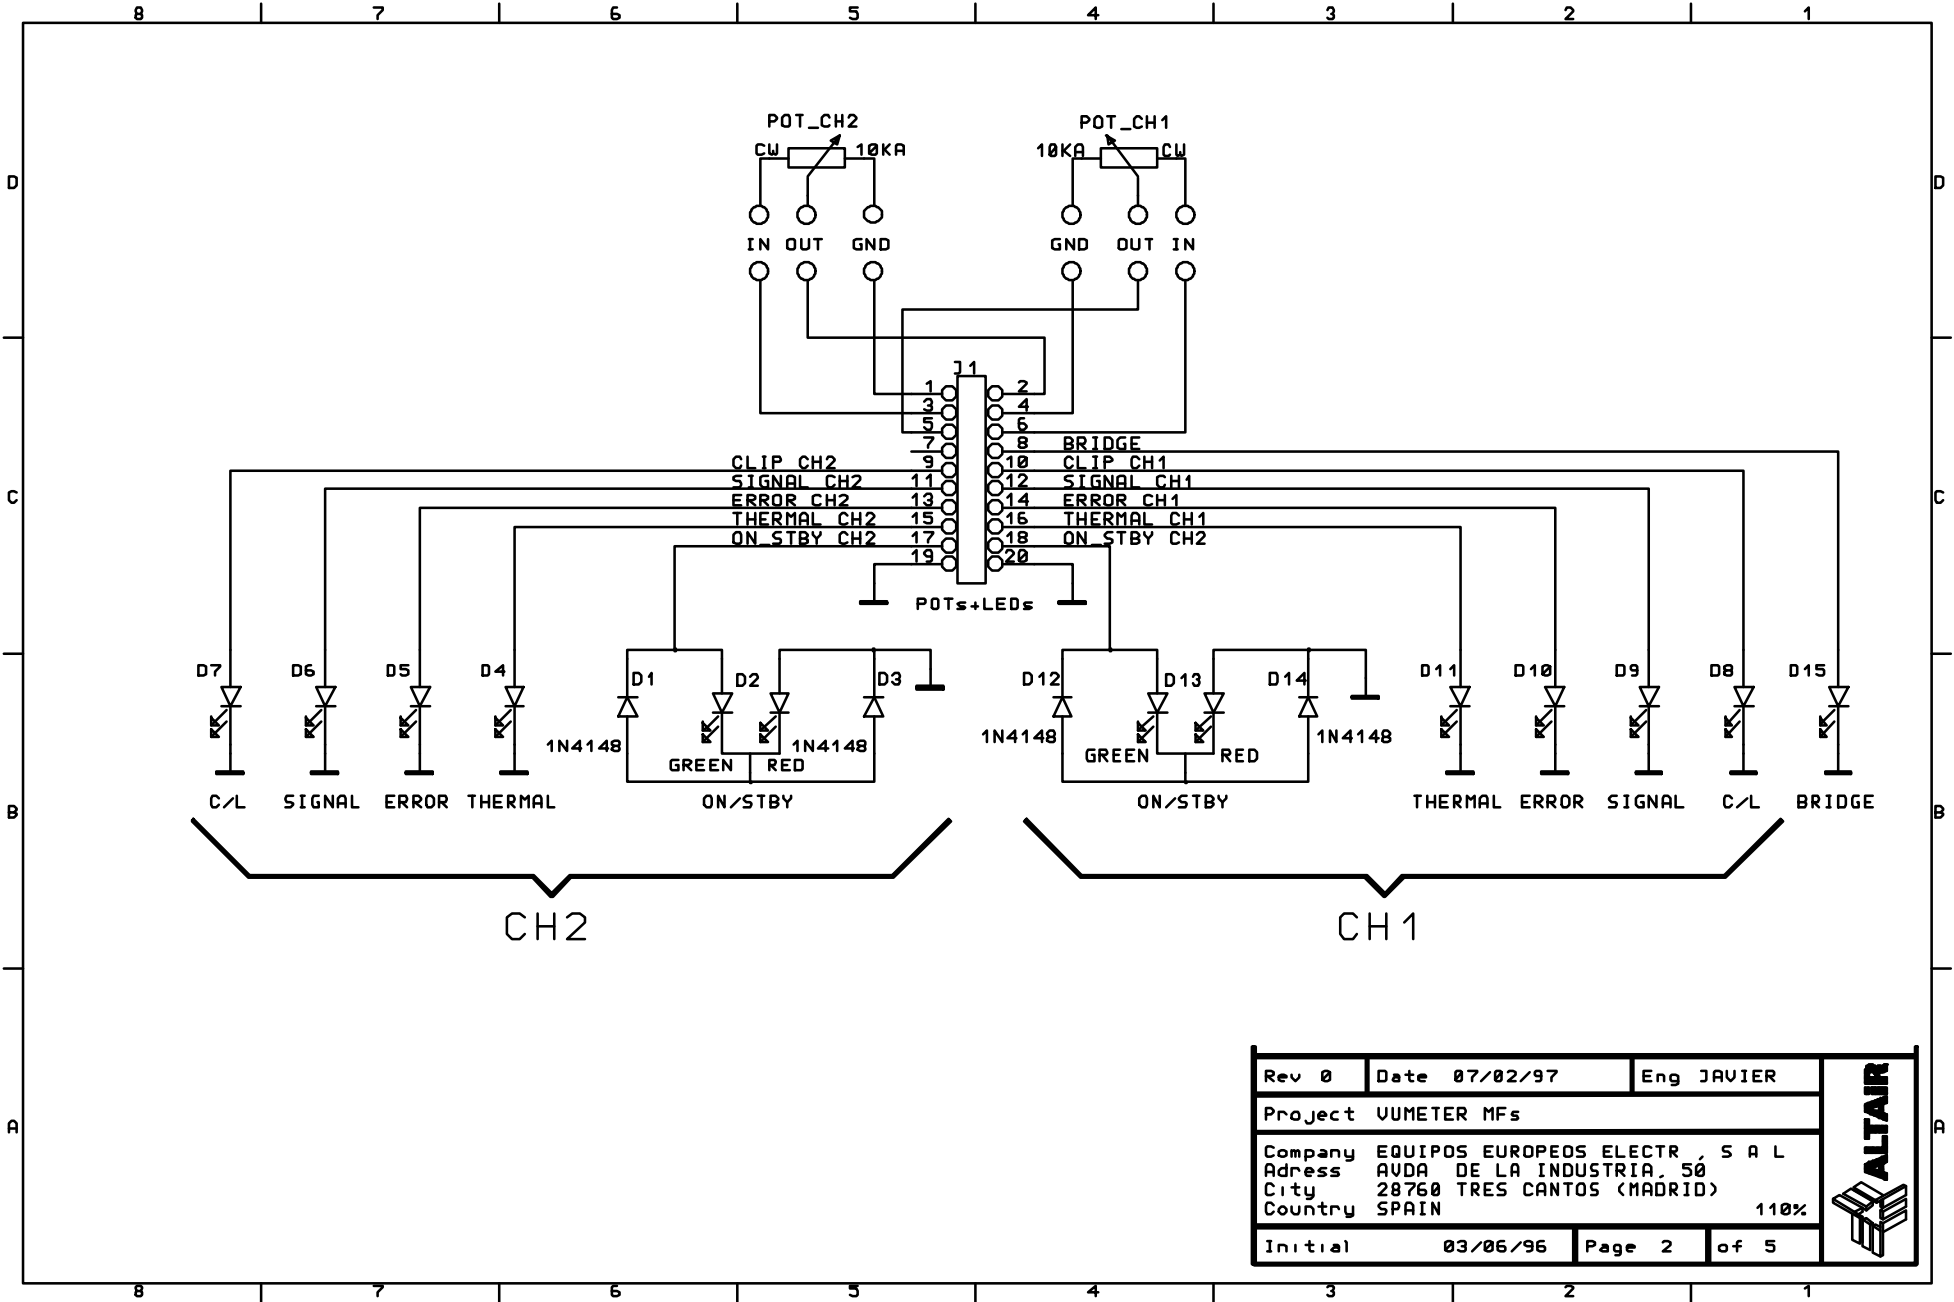 8 7 6 5 4 3 2 1
POT_CH2 POT_CH1
CW 10KA 10KA CW
D D
IN OUT GND GND OUT IN
J1
1 2
3 4
5 6
7 8 BRIDGE
CLIP CH2 9 10 CLIP CH1
SIGNAL CH2 11 12 SIGNAL CH1
C C
ERROR CH2 13 14 ERROR CH1
THERMAL CH2 15 16 THERMAL CH1
ON_STBY CH2 17 18 ON_STBY CH2
19 20
POTs+LEDs
D7 D6 D5 D4 D1 D2 D3 D12 D13 D14 D11 D10 D9 D8 D15
1N4148 1N4148 1N4148 1N4148
GREEN RED GREEN RED
C/L SIGNAL ERROR THERMAL ON/STBY ON/STBY THERMAL ERROR SIGNAL C/L BRIDGE
B B
CH2 CH1
Rev 0 Date 07/02/97 Eng JAVIER
Project VUMETER MFs
A A
Company EQUIPOS EUROPEOS ELECTR , S A L
Adress AVDA DE LA INDUSTRIA. 50
City 28760 TRES CANTOS (MADRID)
Country SPAIN 110%
Initial 03/06/96 Page 2 of 5
ALTAIR
8 7 6 5 4 3 2 1